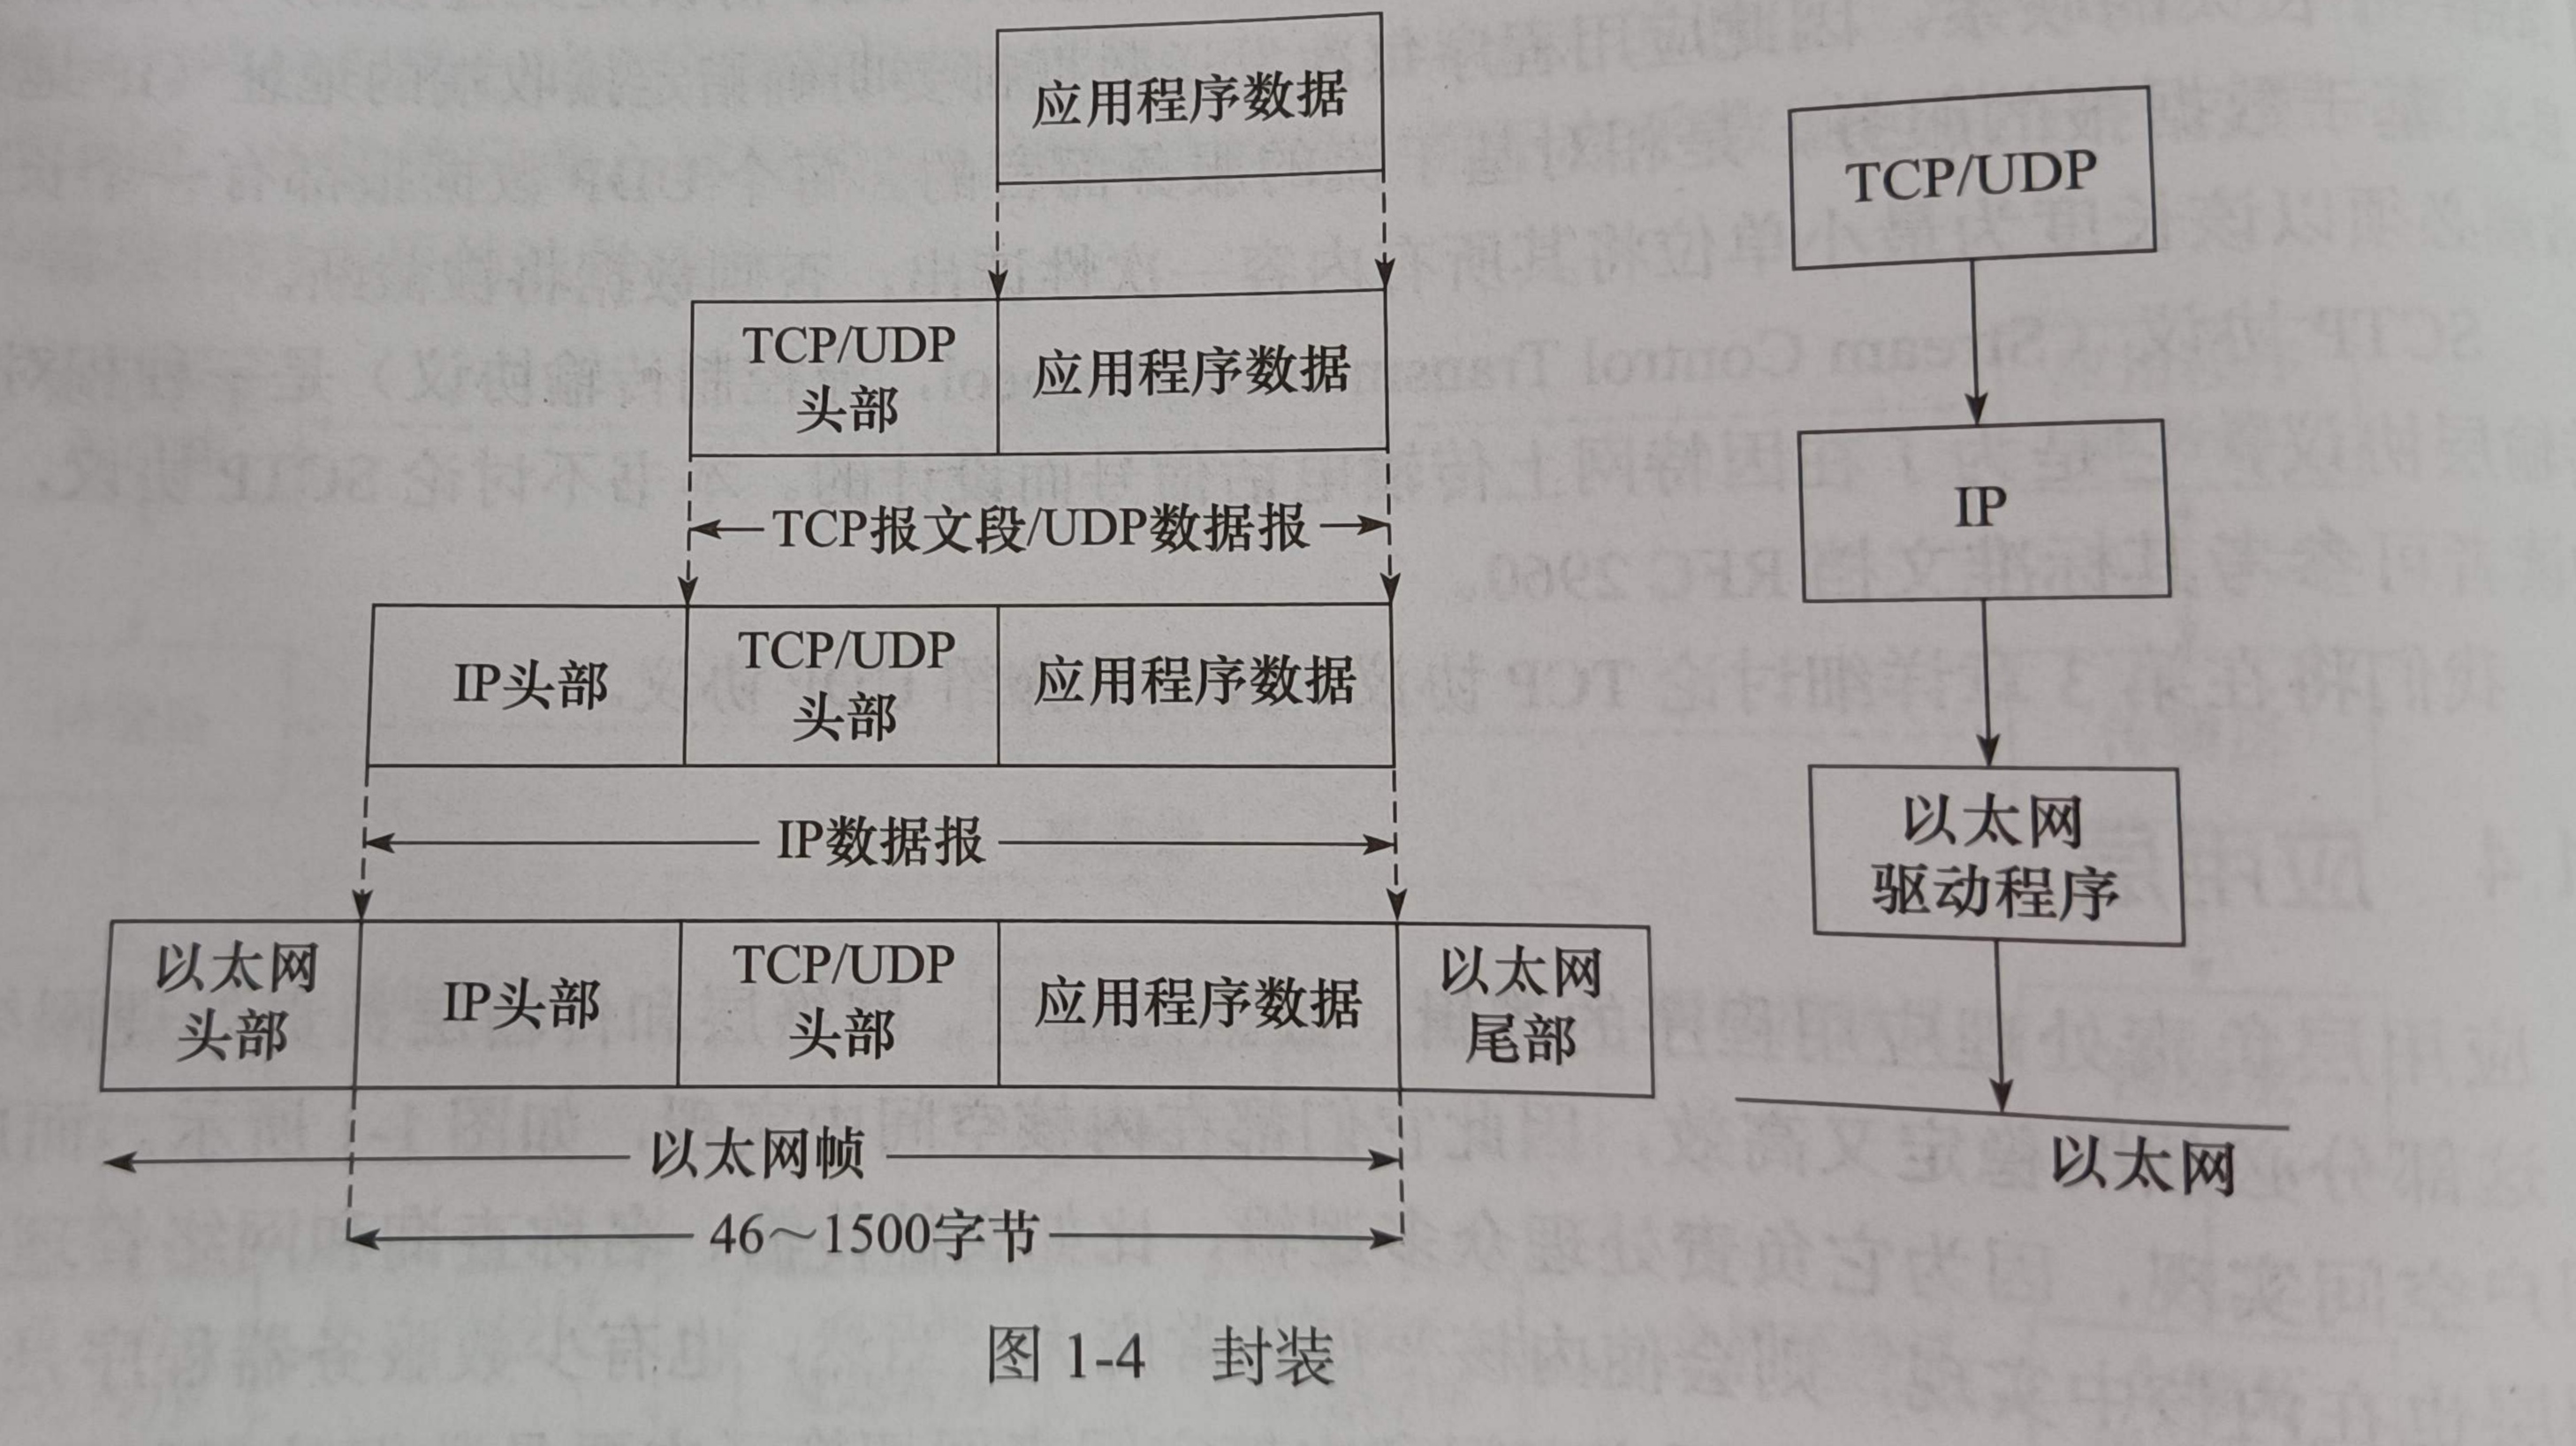 应用程序数据
TCP/UDP
头部
应用程序数据
TCP报文段/UDP数据报
IP头部
TCP/UDP
头部
应用程序数据
IP数据报
以太网
头部
IP头部
TCP/UDP
头部
应用程序数据
以太网
尾部
以太网帧
46～1500字节
TCP/UDP
IP
以太网
驱动程序
以太网
图 1-4 封装